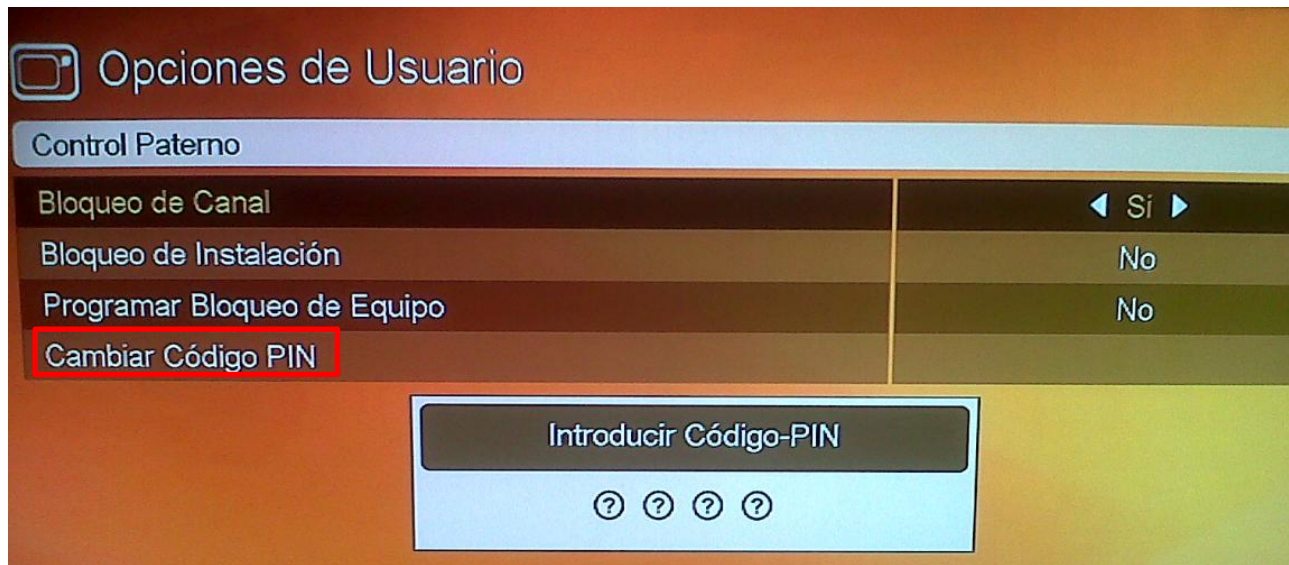 Opciones de Usuario
Control Paterno
Bloqueo de Canal Sí
Bloqueo de Instalación No
Programar Bloqueo de Equipo No
Cambiar Código PIN
Introducir Código-PIN
? ? ? ?